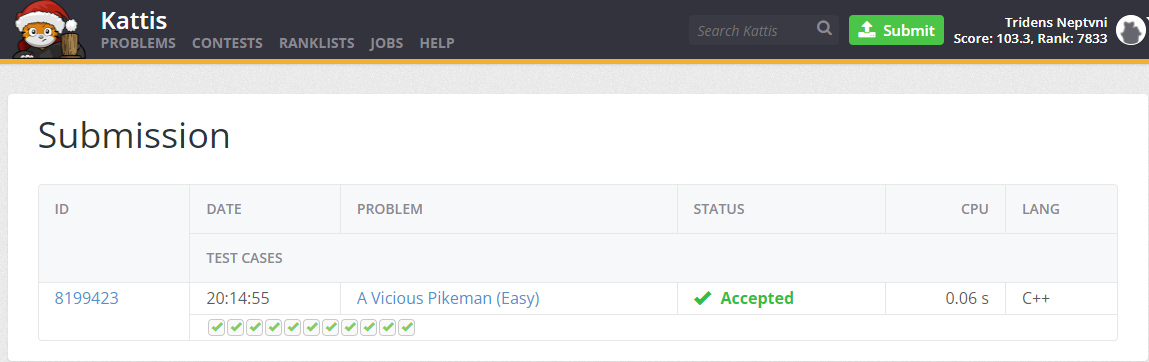 Kattis
PROBLEMS CONTESTS RANKLISTS JOBS HELP
Search Kattis
Submit
Tridens Neptvni
Score: 103.3, Rank: 7833
Submission
ID DATE PROBLEM STATUS CPU LANG
TEST CASES
8199423 20:14:55 A Vicious Pikeman (Easy) Accepted 0.06 s C++